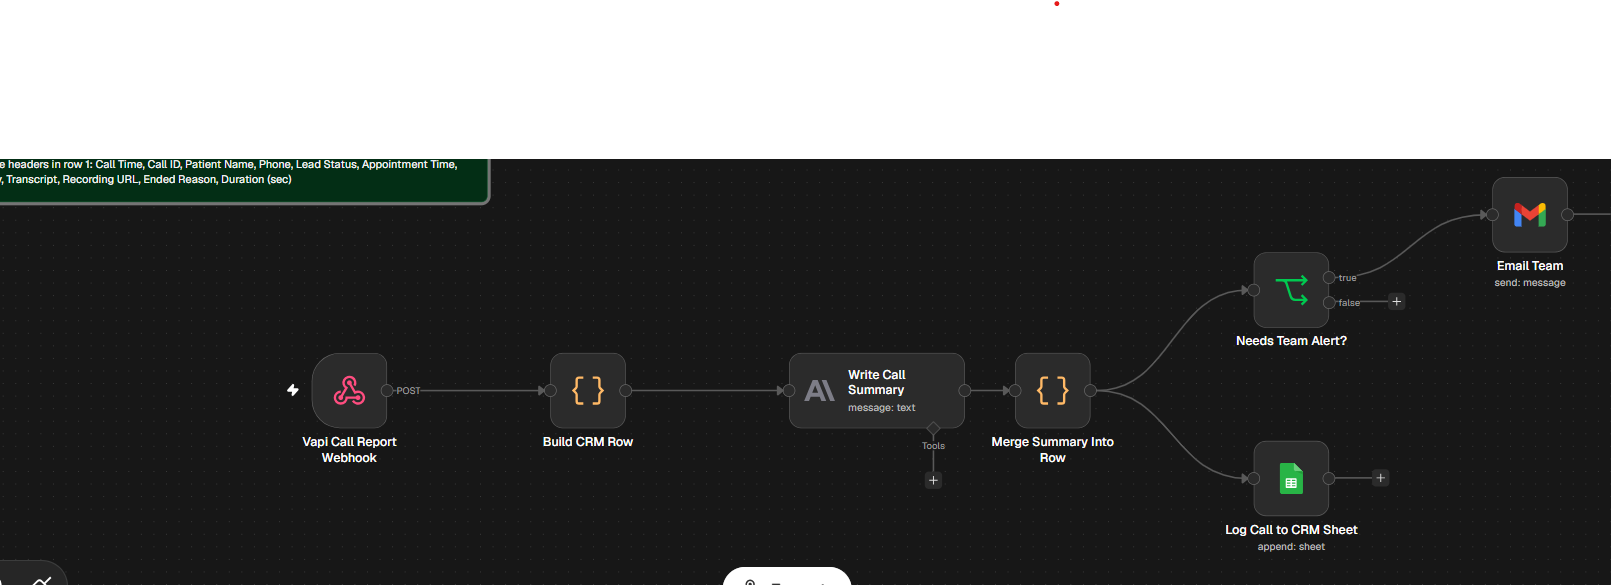 e headers in row 1: Call Time, Call ID, Patient Name, Phone, Lead Status, Appointment Time,
, Transcript, Recording URL, Ended Reason, Duration (sec)
Email Team
send: message
true
false
Needs Team Alert?
POST
Vapi Call Report
Webhook
Build CRM Row
Write Call
Summary
message: text
Tools
Merge Summary Into
Row
Log Call to CRM Sheet
append: sheet